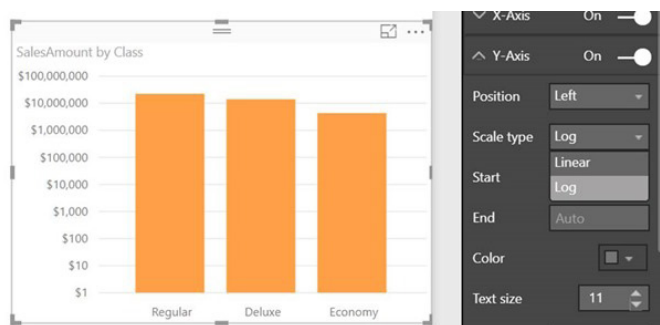 SalesAmount by Class
$100,000,000
$10,000,000
$1,000,000
$100,000
$10,000
$1,000
$100
$10
$1
Regular Deluxe Economy
X-Axis On
Y-Axis On
Position Left
Scale type Log
Linear
Log
Start
End Auto
Color
Text size 11